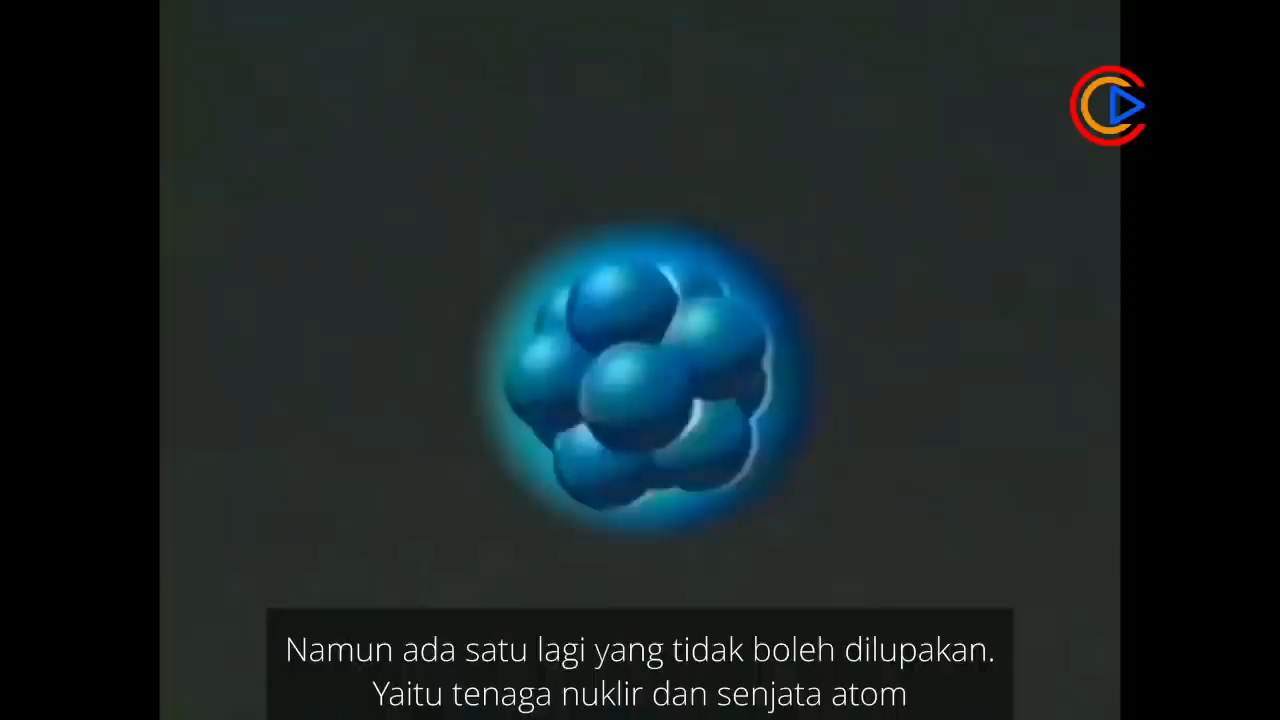 Namun ada satu lagi yang tidak boleh dilupakan.
Yaitu tenaga nuklir dan senjata atom